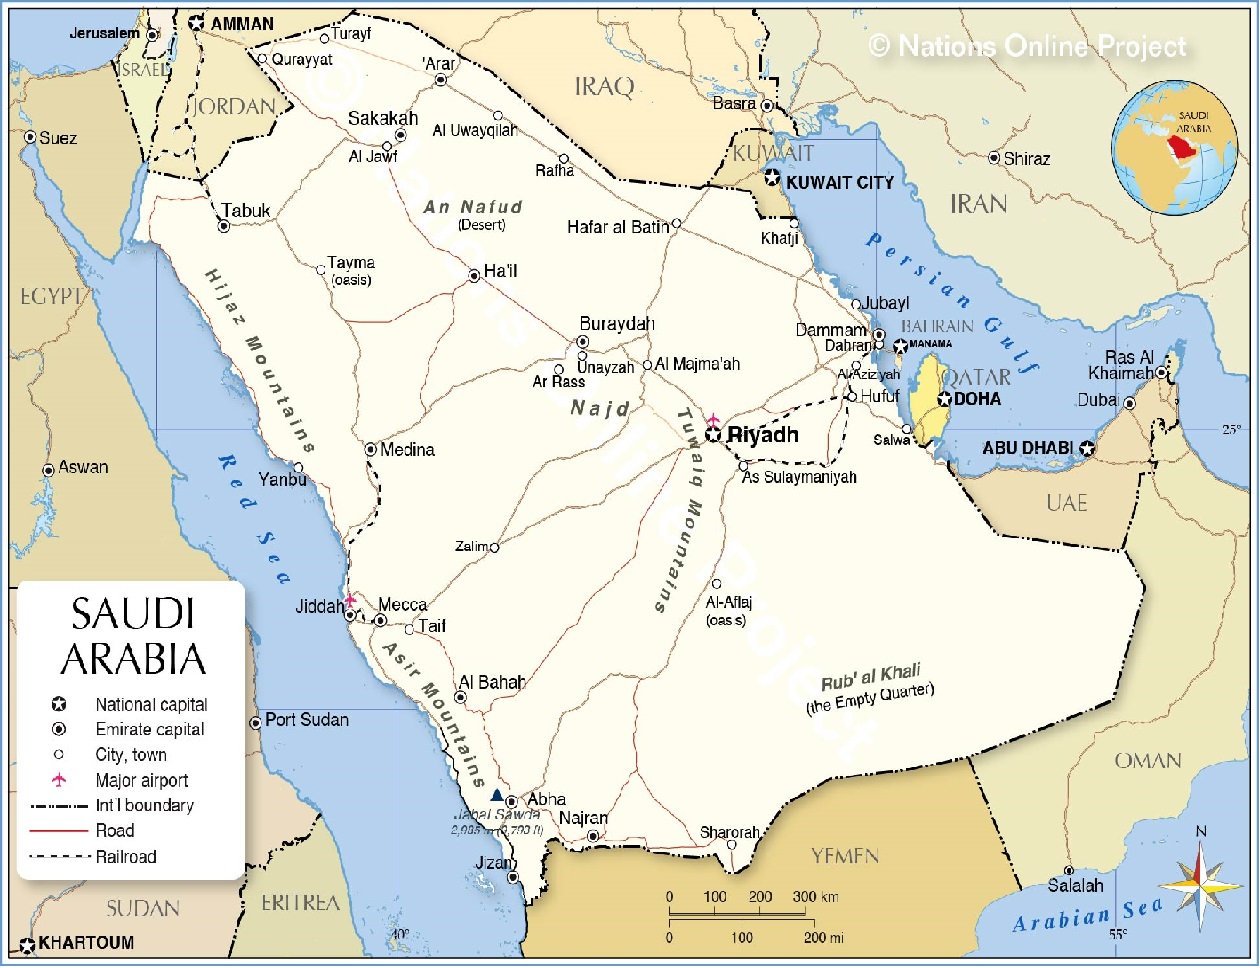 © Nations Online Project
AMMAN
Jerusalem
ISRAEL
JORDAN
Turayf
Qurayyat
'Arar
IRAQ
Basra
Suez
Sakakah
Al Jawf
Al Uwayqilah
Rafha
KUWAIT
KUWAIT CITY
Shiraz
IRAN
SAUDI
ARABIA
Tabuk
An Nafud
(Desert)
Hafar al Batin
Khafji
Persian Gulf
EGYPT
Tayma
(oasis)
Ha'il
Hijaz Mountains
Buraydah
Unayzah
Ar Rass
Al Majma'ah
Najd
Jubayl
Dammam
Dahran
BAHRAIN
MANAMA
Al Aziziyah
Hufuf
QATAR
DOHA
Ras Al
Khaimah
Dubai
ABU DHABI
25°
Salwa
Riyadh
As Sulaymaniyah
Tuwaiq Mountains
Medina
Yanbu
Aswan
Red Sea
UAE
Zalim
Al-Aflaj
(oasis)
Jiddah
Mecca
Taif
Asir Mountains
Al Bahah
Rub' al Khali
(the Empty Quarter)
Port Sudan
OMAN
Abha
Jabal Sawda
Najran
Sharorah
Jizan
YEMEN
Salalah
Arabian Sea
N
SUDAN
KHARTOUM
ERITREA
40°
55°
SAUDI
ARABIA
National capital
Emirate capital
City, town
Major airport
Int'l boundary
Road
Railroad
0 100 200 300 km
0 100 200 mi
© Nations Online Project